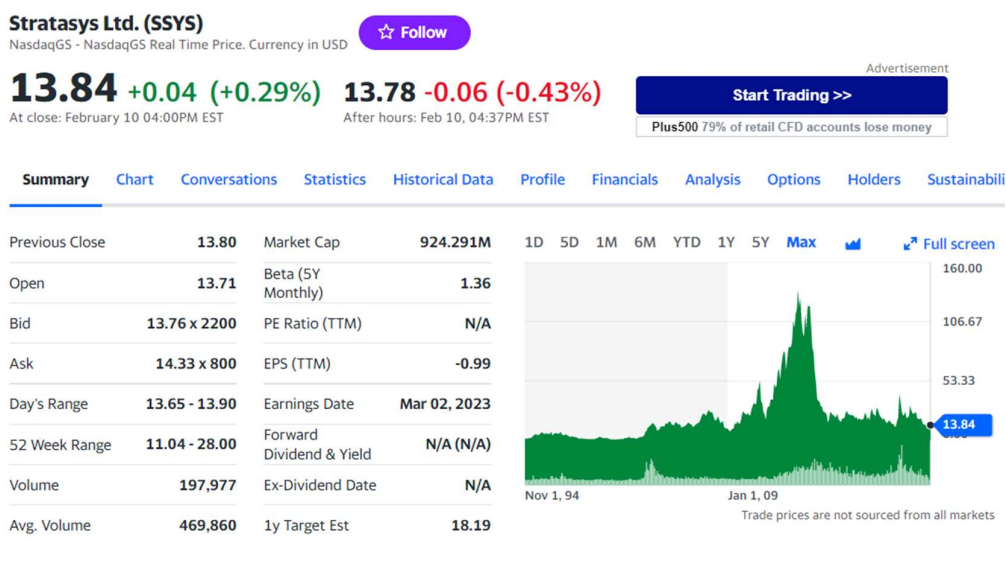 Stratasys Ltd. (SSYS)
NasdaqGS - NasdaqGS Real Time Price. Currency in USD
Follow
13.84 +0.04 (+0.29%)
At close: February 10 04:00PM EST
13.78 -0.06 (-0.43%)
After hours: Feb 10, 04:37PM EST
Advertisement
Start Trading >>
Plus500 79% of retail CFD accounts lose money
Summary Chart Conversations Statistics Historical Data Profile Financials Analysis Options Holders Sustainabili
Previous Close 13.80
Open 13.71
Bid 13.76 x 2200
Ask 14.33 x 800
Day's Range 13.65 - 13.90
52 Week Range 11.04 - 28.00
Volume 197,977
Avg. Volume 469,860
Market Cap 924.291M
Beta (5Y
Monthly) 1.36
PE Ratio (TTM) N/A
EPS (TTM) -0.99
Earnings Date Mar 02, 2023
Forward
Dividend & Yield N/A (N/A)
Ex-Dividend Date N/A
1y Target Est 18.19
1D 5D 1M 6M YTD 1Y 5Y Max Full screen
160.00
106.67
53.33
13.84
Nov 1, 94 Jan 1, 09
Trade prices are not sourced from all markets